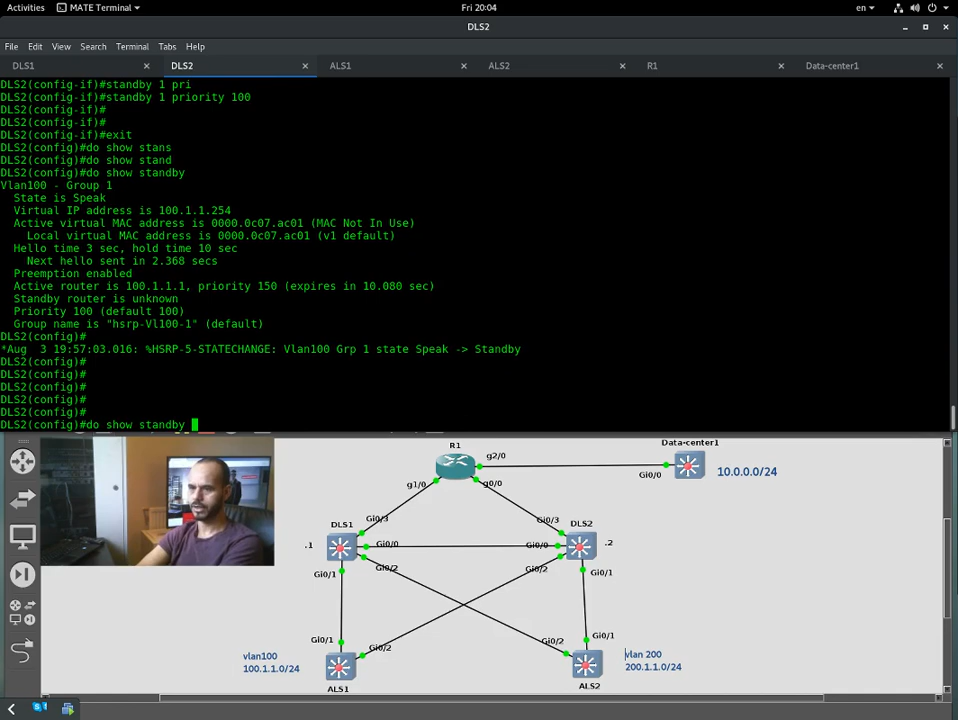 Activities
MATE Terminal
Fri 20:04
en
DLS2
File Edit View Search Terminal Tabs Help
DLS1
DLS2
ALS1
ALS2
R1
Data-center1
DLS2(config-if)#standby 1 pri
DLS2(config-if)#standby 1 priority 100
DLS2(config-if)#
DLS2(config-if)#
DLS2(config-if)#exit
DLS2(config)#do show stans
DLS2(config)#do show stand
DLS2(config)#do show standby
Vlan100 - Group 1
State is Speak
Virtual IP address is 100.1.1.254
Active virtual MAC address is 0000.0c07.ac01 (MAC Not In Use)
Local virtual MAC address is 0000.0c07.ac01 (v1 default)
Hello time 3 sec, hold time 10 sec
Next hello sent in 2.368 secs
Preemption enabled
Active router is 100.1.1.1, priority 150 (expires in 10.080 sec)
Standby router is unknown
Priority 100 (default 100)
Group name is "hsrp-Vl100-1" (default)
DLS2(config)#
*Aug  3 19:57:03.016: %HSRP-5-STATECHANGE: Vlan100 Grp 1 state Speak -> Standby
DLS2(config)#
DLS2(config)#
DLS2(config)#
DLS2(config)#
DLS2(config)#
DLS2(config)#do show standby
R1
Data-center1
g2/0
Gi0/0
10.0.0.0/24
g1/0
g0/0
DLS1
Gi0/3
Gi0/3
DLS2
.1
Gi0/0
Gi0/0
.2
Gi0/1
Gi0/2
Gi0/2
Gi0/1
Gi0/1
Gi0/2
Gi0/2
Gi0/1
vlan100
100.1.1.0/24
vlan 200
200.1.1.0/24
ALS1
ALS2